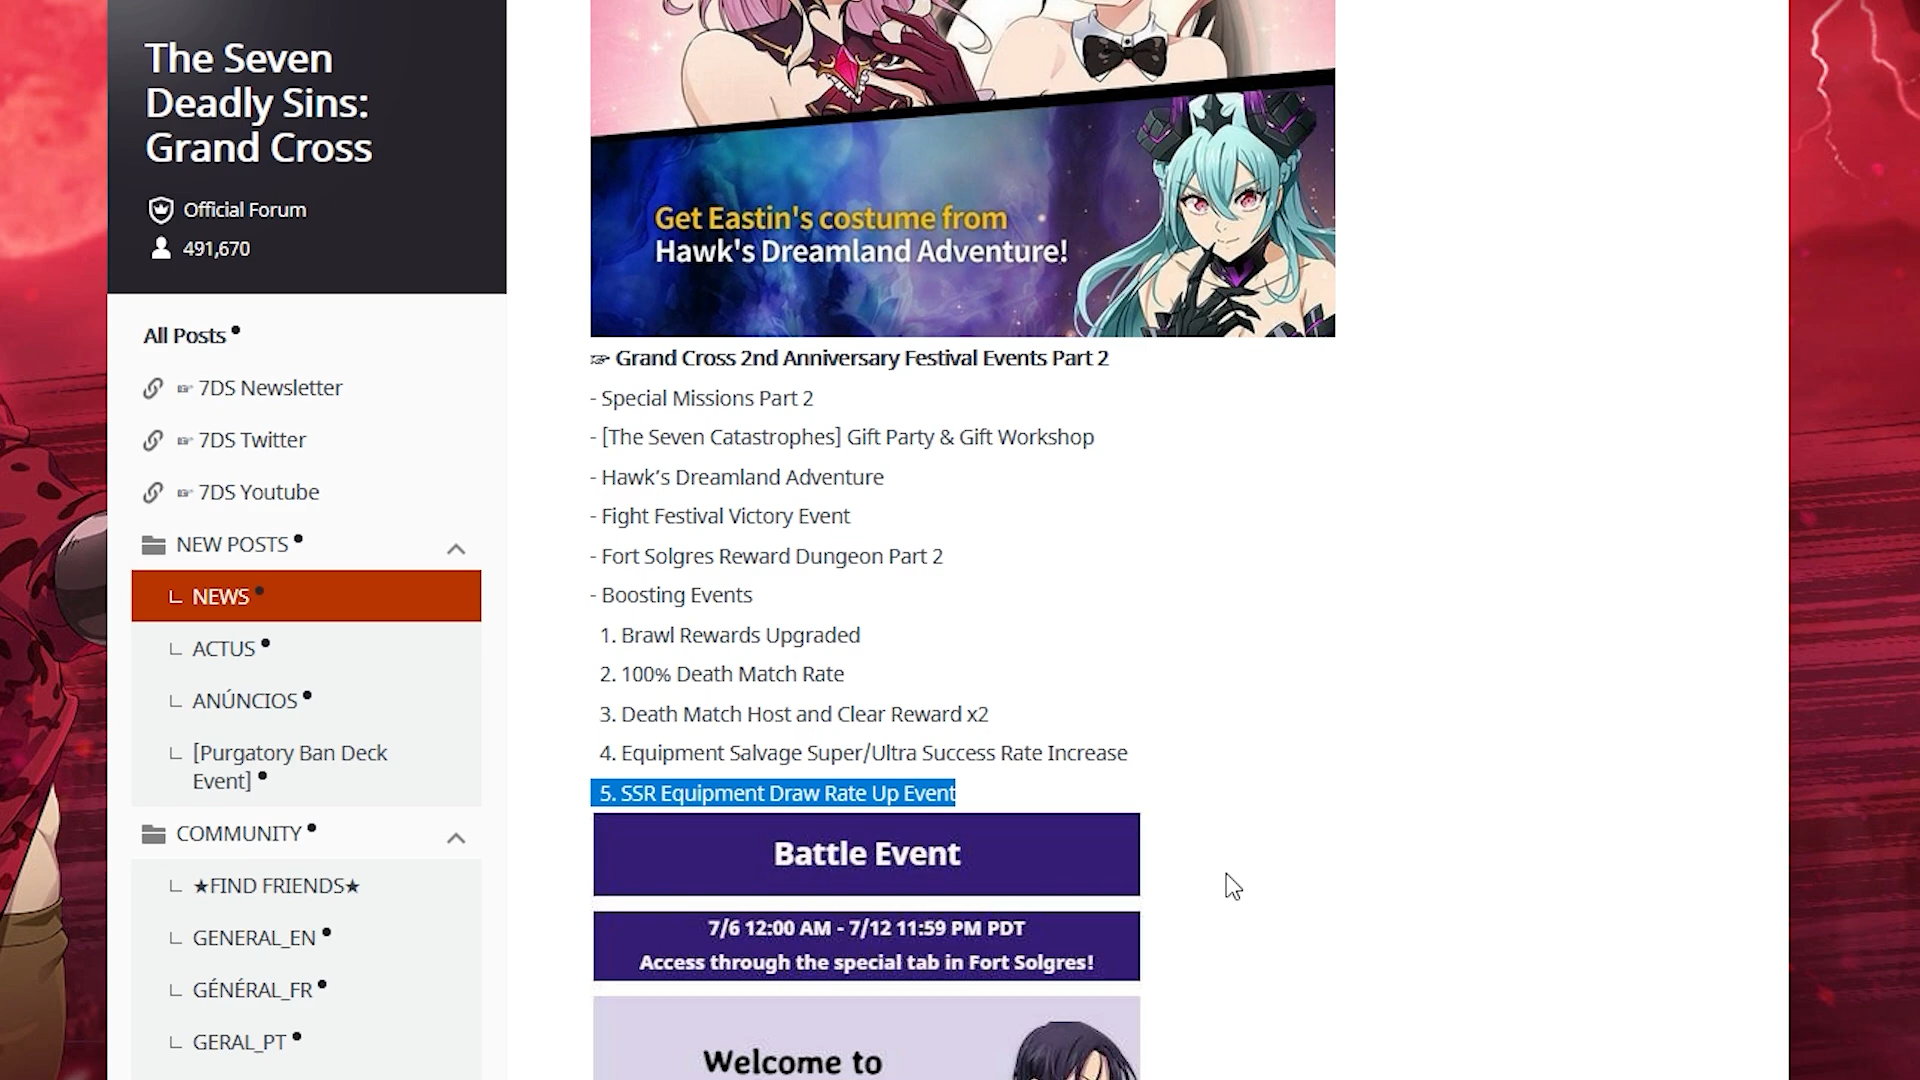 The Seven
Deadly Sins:
Grand Cross
Official Forum
491,670
All Posts
☞ 7DS Newsletter
☞ 7DS Twitter
☞ 7DS Youtube
NEW POSTS
NEWS
ACTUS
ANÚNCIOS
[Purgatory Ban Deck
Event]
COMMUNITY
★FIND FRIENDS★
GENERAL_EN
GÉNÉRAL_FR
GERAL_PT
Get Eastin's costume from
Hawk's Dreamland Adventure!
☞ Grand Cross 2nd Anniversary Festival Events Part 2
- Special Missions Part 2
- [The Seven Catastrophes] Gift Party & Gift Workshop
- Hawk’s Dreamland Adventure
- Fight Festival Victory Event
- Fort Solgres Reward Dungeon Part 2
- Boosting Events
1. Brawl Rewards Upgraded
2. 100% Death Match Rate
3. Death Match Host and Clear Reward x2
4. Equipment Salvage Super/Ultra Success Rate Increase
5. SSR Equipment Draw Rate Up Event
Battle Event
7/6 12:00 AM - 7/12 11:59 PM PDT
Access through the special tab in Fort Solgres!
Welcome to